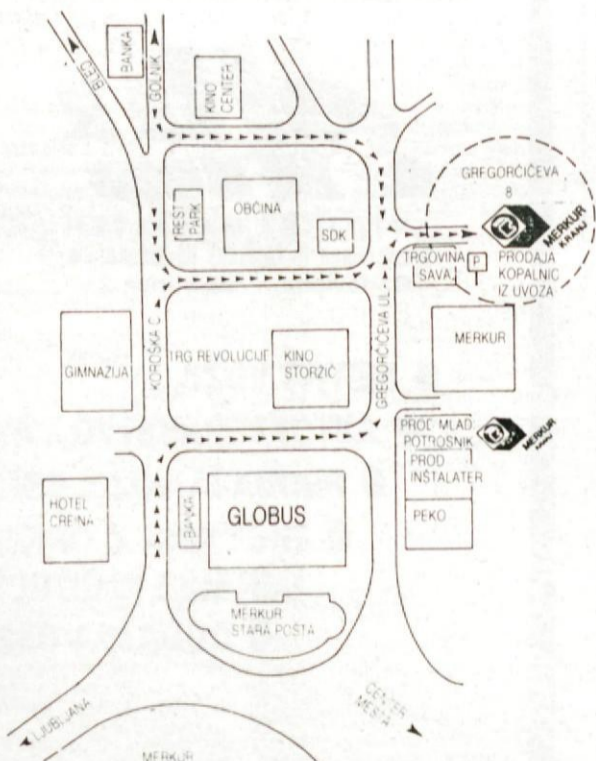 BLED
BANKA
GOLNIK
KINO
CENTER
REST
PARK
OBČINA
SDK
GREGORČIČEVA
8
MERKUR
KRANJ
TRGOVINA
SAVA
P
PRODAJA
KOPALNIC
IZ UVOZA
GIMNAZIJA
KOROŠKA C
TRG REVOLUCIJE
KINO
STORŽIČ
GREGORČIČEVA UL
MERKUR
PROD MLAD
POTROŠNIK
MERKUR
KRANJ
PROD
INŠTALATER
PEKO
HOTEL
CREINA
BANKA
GLOBUS
MERKUR
STARA POŠTA
LJUBLJANA
CENTER
MESTA
MERKUR